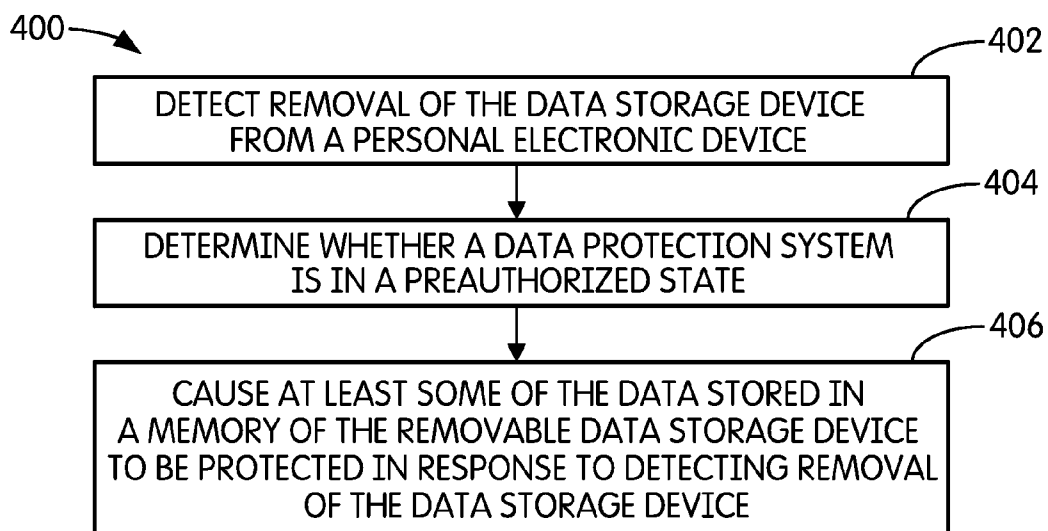 400
402
DETECT REMOVAL OF THE DATA STORAGE DEVICE
FROM A PERSONAL ELECTRONIC DEVICE
404
DETERMINE WHETHER A DATA PROTECTION SYSTEM
IS IN A PREAUTHORIZED STATE
406
CAUSE AT LEAST SOME OF THE DATA STORED IN
A MEMORY OF THE REMOVABLE DATA STORAGE DEVICE
TO BE PROTECTED IN RESPONSE TO DETECTING REMOVAL
OF THE DATA STORAGE DEVICE